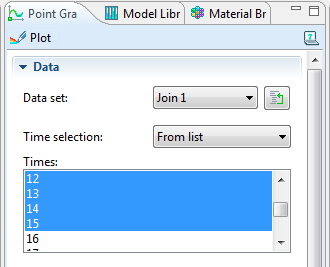 Point Gra Model Libr Material Br
Plot
Data
Data set: Join 1
Time selection: From list
Times:
12
13
14
15
16
17